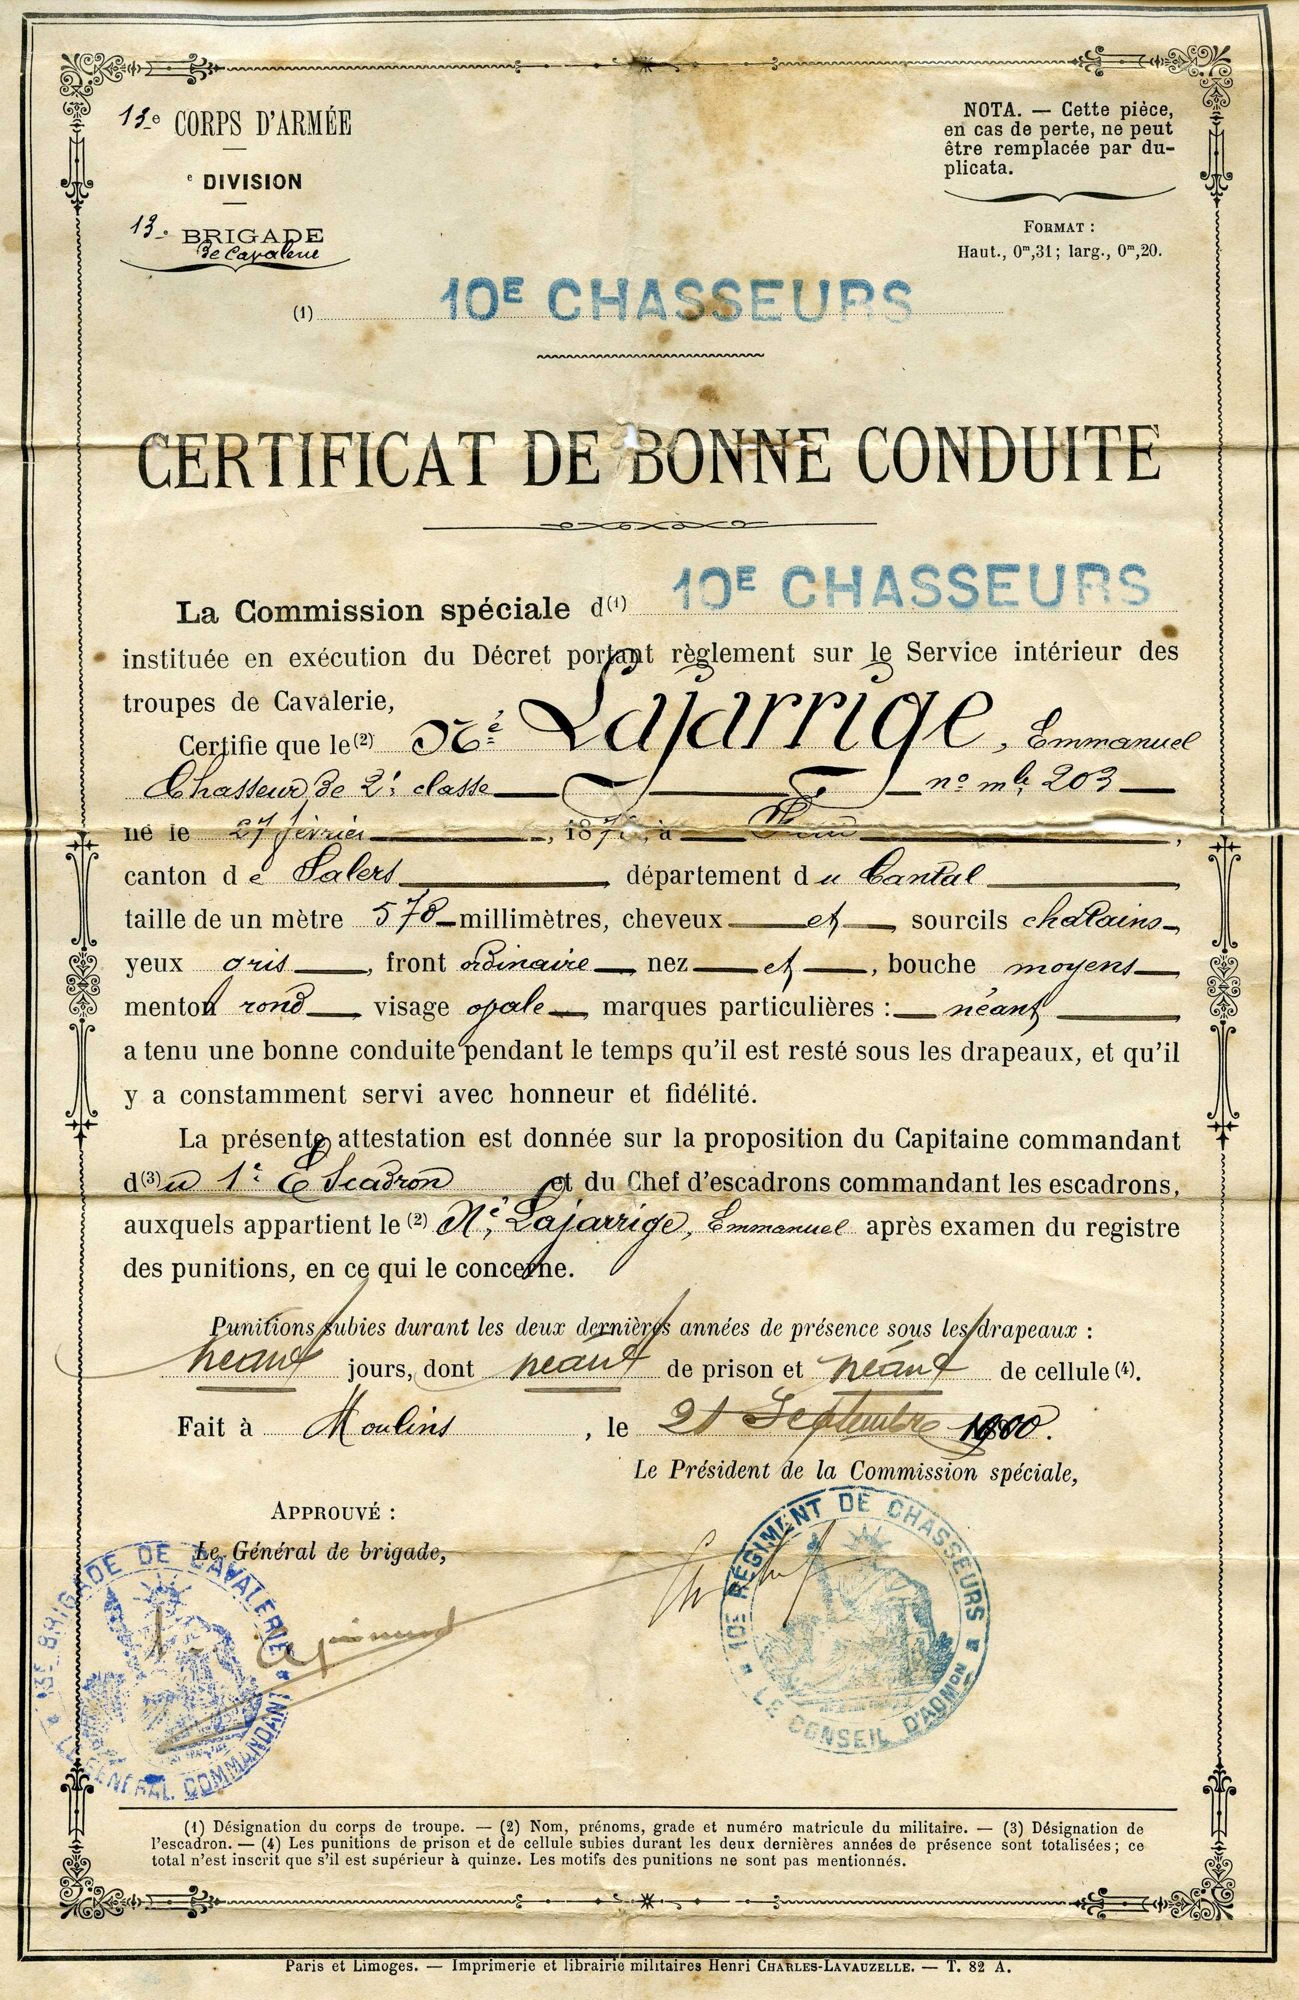 13e CORPS D'ARMÉE
e DIVISION
13e BRIGADE
de Cavalerie
NOTA. — Cette pièce,
en cas de perte, ne peut
être remplacée par du-
plicata.
FORMAT :
Haut., 0m,31; larg., 0m,20.
(1) 10E CHASSEURS
CERTIFICAT DE BONNE CONDUITE
La Commission spéciale d(1) 10E CHASSEURS
instituée en exécution du Décret portant règlement sur le Service intérieur des
troupes de Cavalerie,
Certifie que le(2) Lajarrige, Emmanuel
Chasseur de 2e classe no mle 203
né le 27 février, 187 , à
canton de Salers département du Cantal
taille de un mètre 578 millimètres, cheveux et sourcils chatains
yeux gris, front ordinaire nez et, bouche moyens
menton rond visage opale marques particulières : néant
a tenu une bonne conduite pendant le temps qu'il est resté sous les drapeaux, et qu'il
y a constamment servi avec honneur et fidélité.
La présente attestation est donnée sur la proposition du Capitaine commandant
d(3)u 1e Escadron et du Chef d'escadrons commandant les escadrons,
auxquels appartient le (2) Lajarrige, Emmanuel après examen du registre
des punitions, en ce qui le concerne.
Punitions subies durant les deux dernières années de présence sous les drapeaux :
néant jours, dont néant de prison et néant de cellule (4).
Fait à Moulins, le 21 Septembre 1900.
Le Président de la Commission spéciale,
APPROUVÉ :
Le Général de brigade,
13E BRIGADE DE CAVALERIE
LE GÉNÉRAL COMMANDANT
10E RÉGIMENT DE CHASSEURS
LE CONSEIL D'ADMON
(1) Désignation du corps de troupe. — (2) Nom, prénoms, grade et numéro matricule du militaire. — (3) Désignation de
l'escadron. — (4) Les punitions de prison et de cellule subies durant les deux dernières années de présence sont totalisées; ce
total n'est inscrit que s'il est supérieur à quinze. Les motifs des punitions ne sont pas mentionnés.
Paris et Limoges. — Imprimerie et librairie militaires Henri CHARLES-LAVAUZELLE. — T. 82 A.